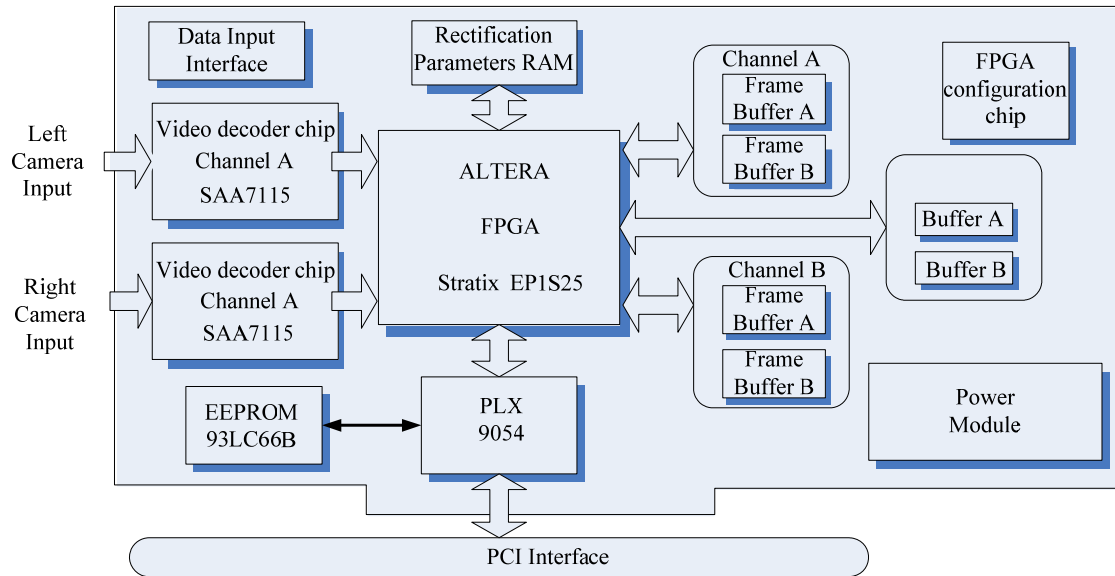 Data Input
Interface
Rectification
Parameters RAM
Channel A
Frame
Buffer A
Frame
Buffer B
FPGA
configuration
chip
Left
Camera
Input
Video decoder chip
Channel A
SAA7115
ALTERA
FPGA
Stratix EP1S25
Buffer A
Buffer B
Right
Camera
Input
Video decoder chip
Channel A
SAA7115
Channel B
Frame
Buffer A
Frame
Buffer B
EEPROM
93LC66B
PLX
9054
Power
Module
PCI Interface